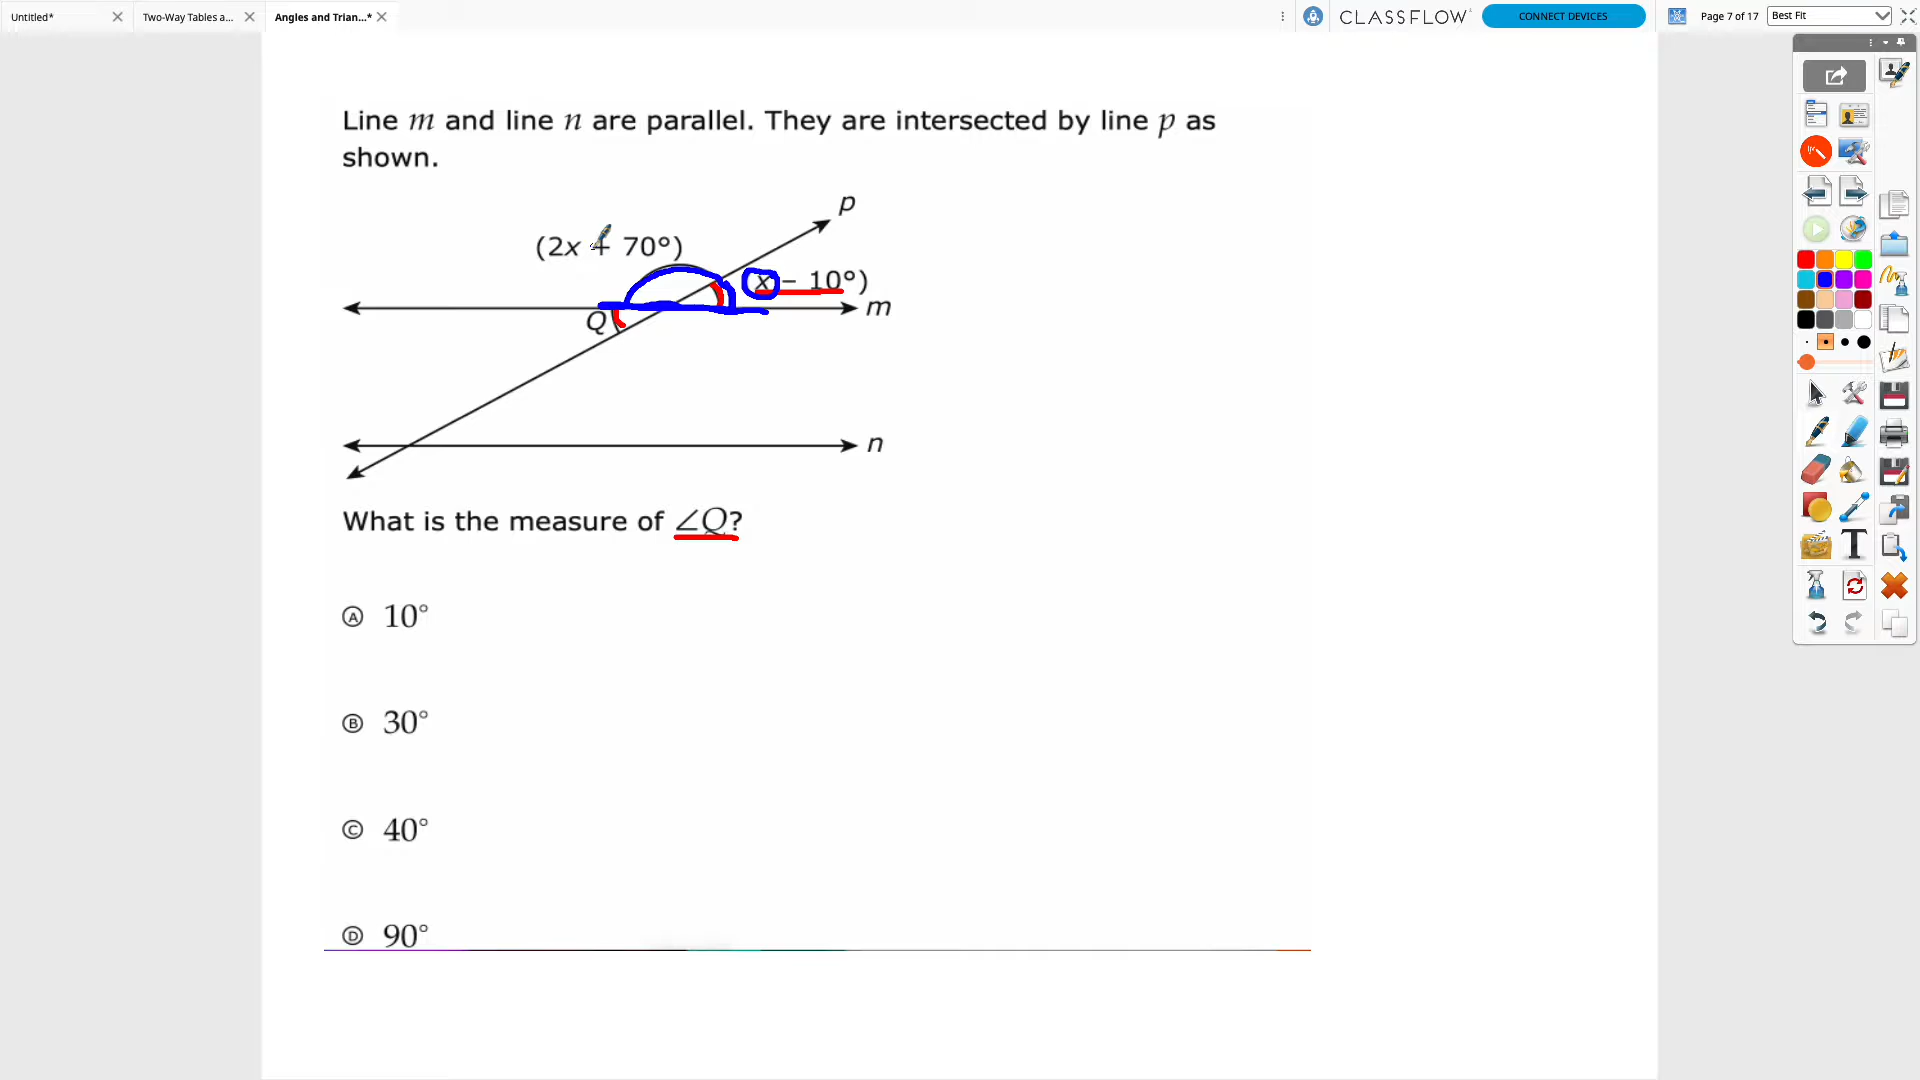 Untitled*
Two-Way Tables a...
Angles and Trian...*
CLASSFLOW
CONNECT DEVICES
Page 7 of 17
Best Fit
Line m and line n are parallel. They are intersected by line p as
shown.
p
(2x + 70°)
x − 10°)
m
Q
n
What is the measure of ∠Q?
A 10°
B 30°
C 40°
D 90°
T